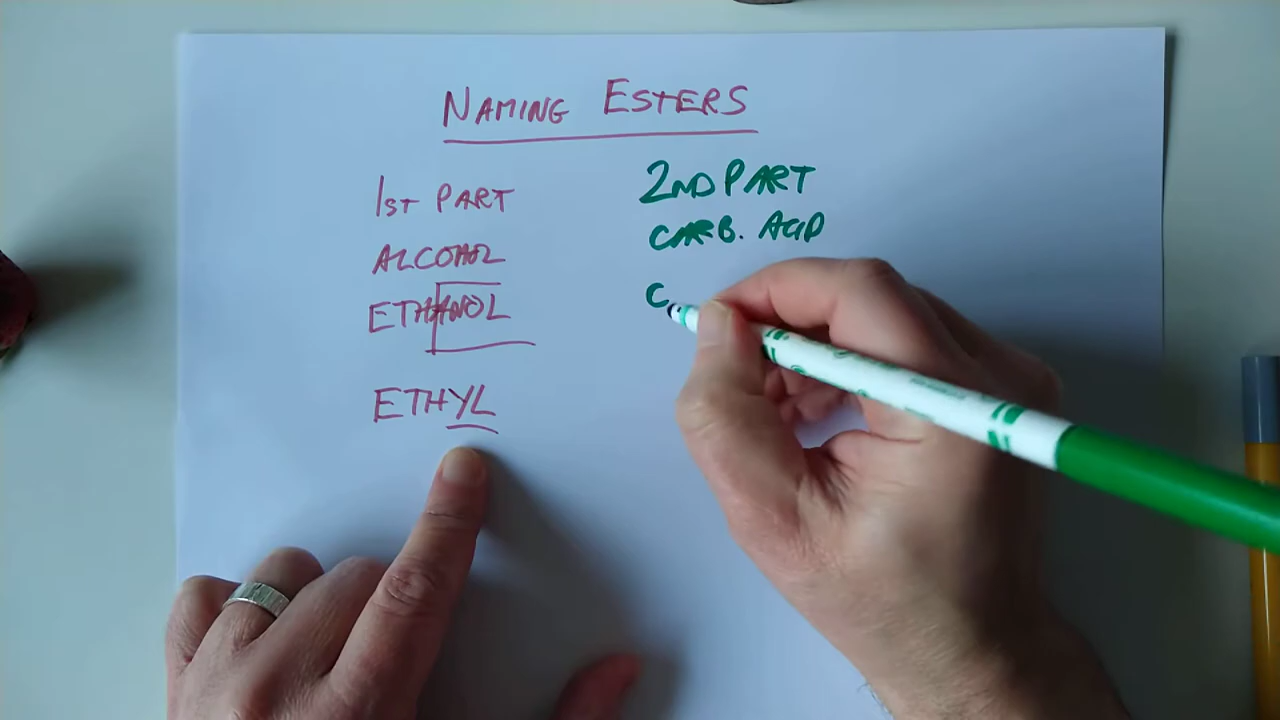 NAMING ESTERS
1ST PART
ALCOHOL
ETHANOL
ETHYL
2ND PART
CARB. ACID
C